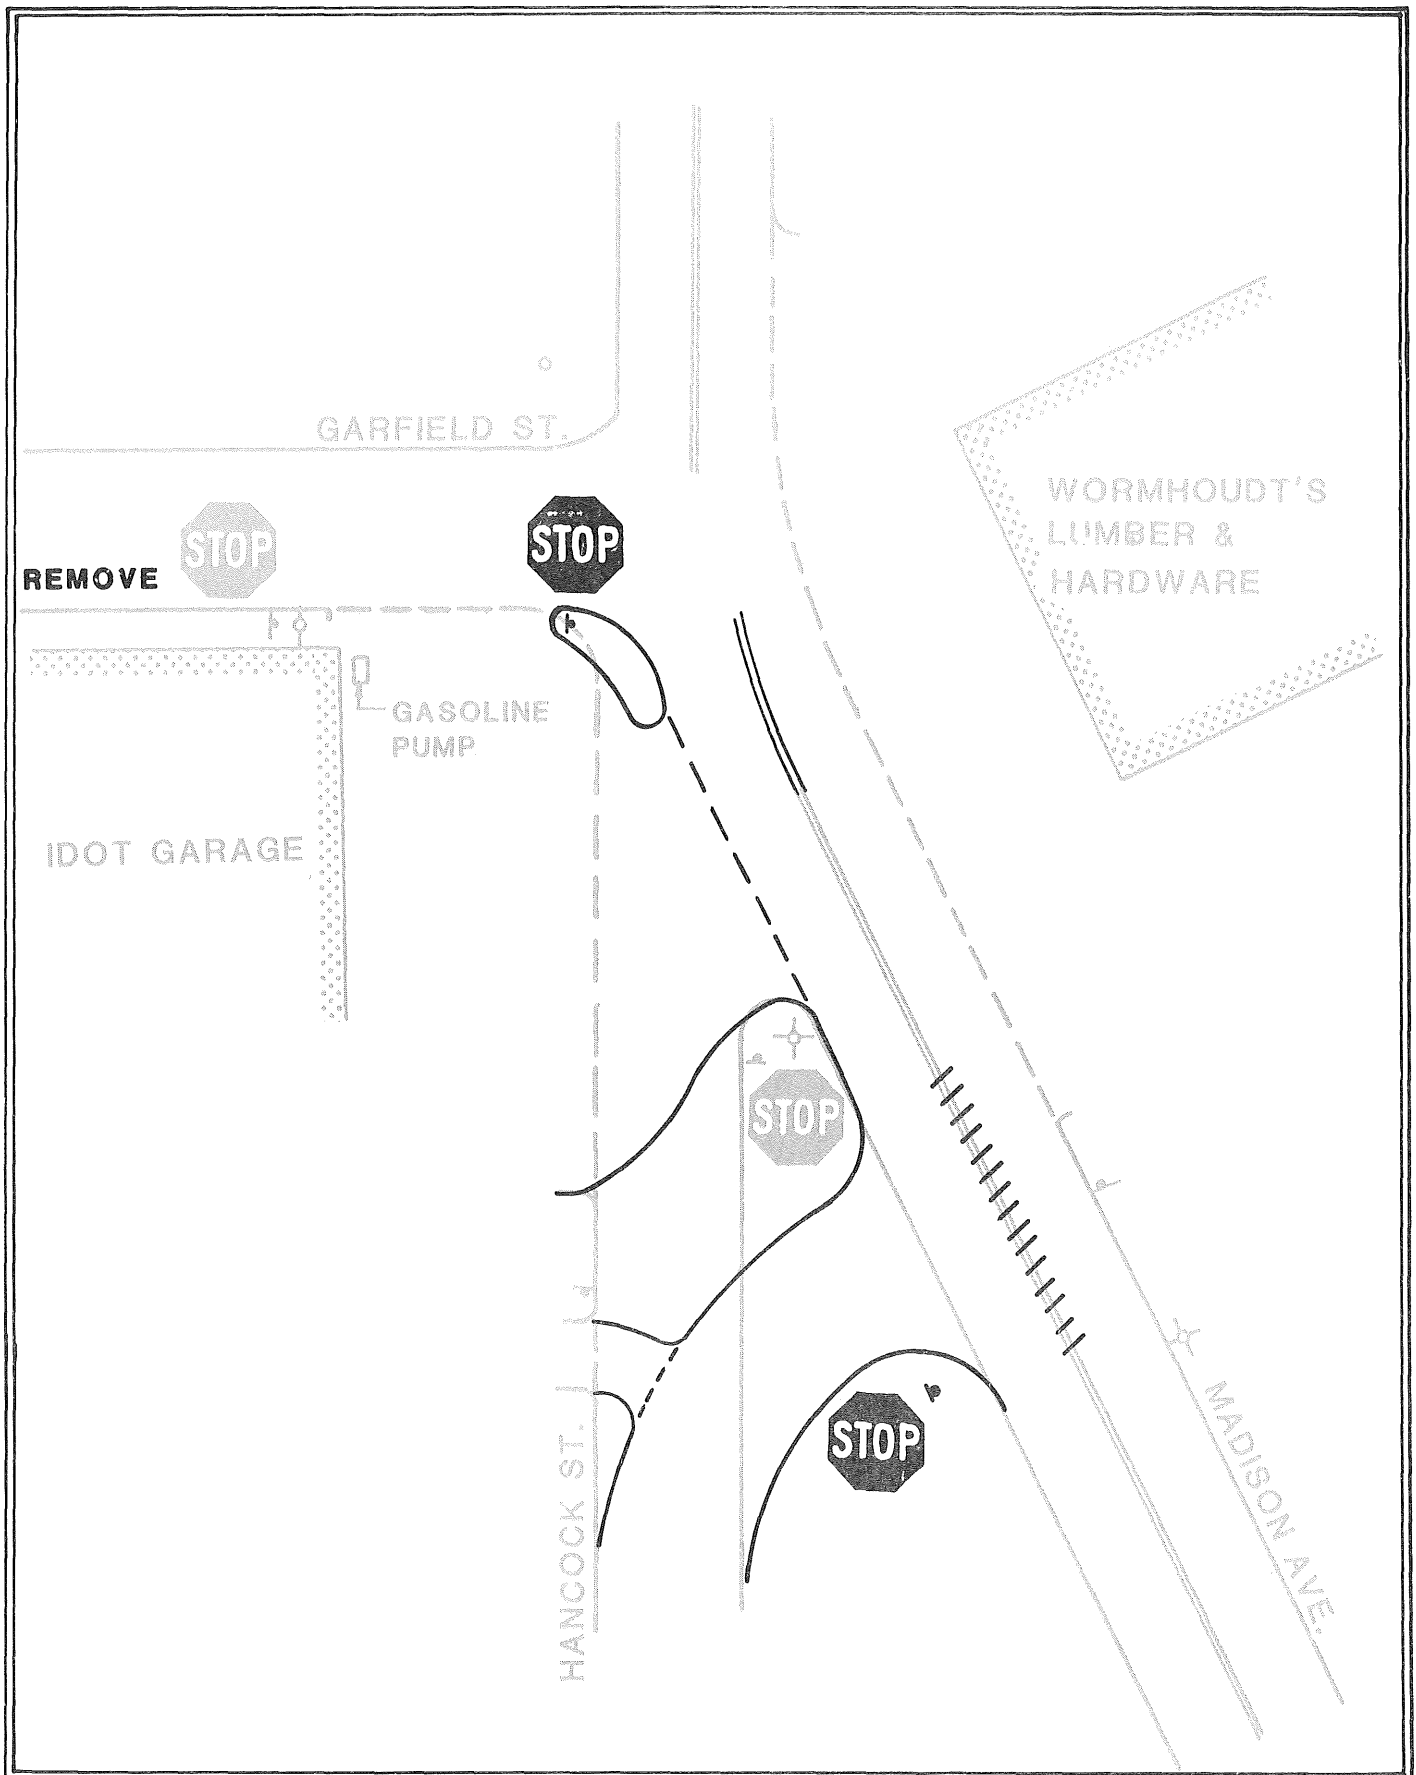 GARFIELD ST.
WORMHOUDT'S
LUMBER &
HARDWARE
STOP
STOP
REMOVE
GASOLINE
PUMP
IDOT GARAGE
STOP
STOP
HANCOCK ST.
MADISON AVE.